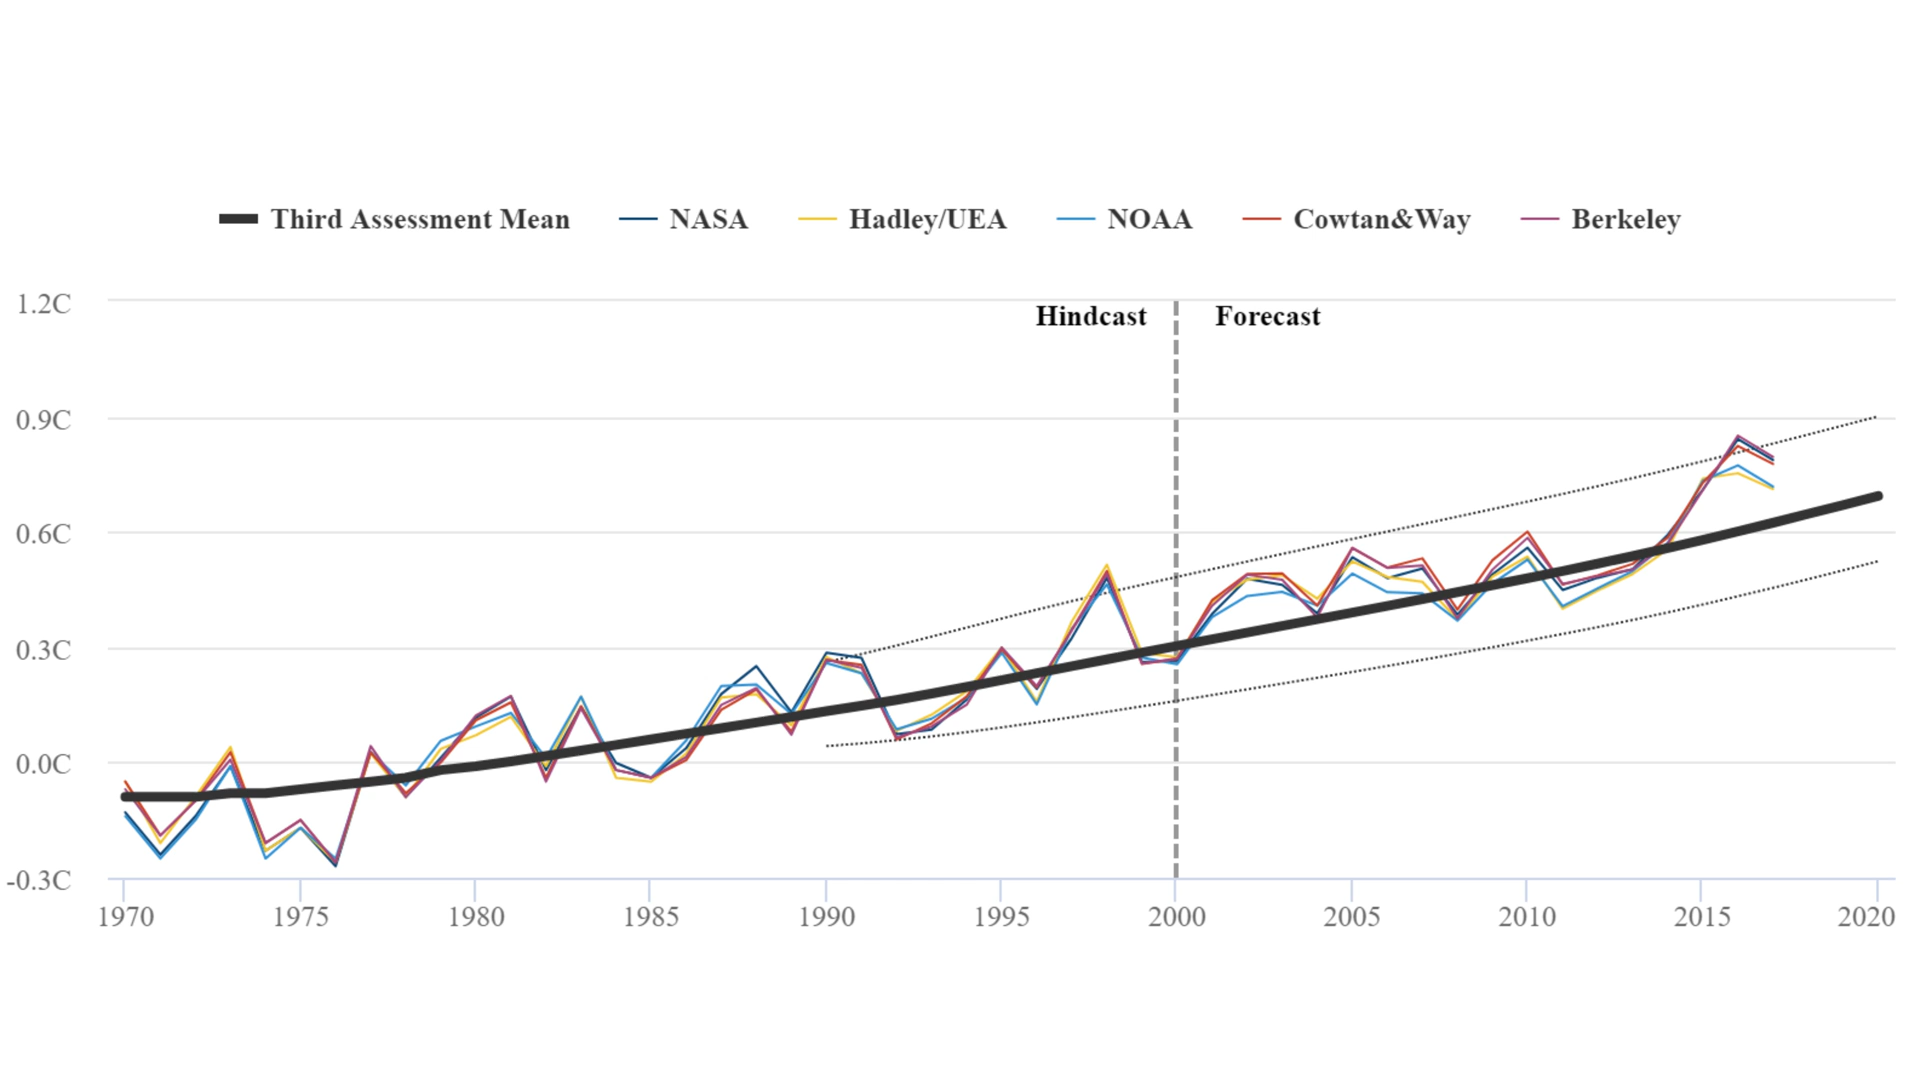 Third Assessment Mean NASA Hadley/UEA NOAA Cowtan&Way Berkeley
1.2C
Hindcast Forecast
0.9C
0.6C
0.3C
0.0C
-0.3C
1970 1975 1980 1985 1990 1995 2000 2005 2010 2015 2020